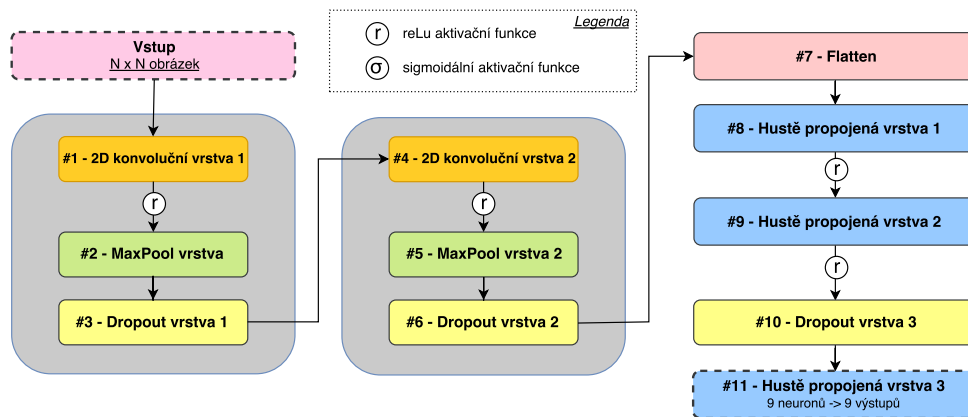 Vstup
N x N obrázek
#1 - 2D konvoluční vrstva 1
r
#2 - MaxPool vrstva
#3 - Dropout vrstva 1
Legenda
r reLu aktivační funkce
σ sigmoidální aktivační funkce
#4 - 2D konvoluční vrstva 2
r
#5 - MaxPool vrstva 2
#6 - Dropout vrstva 2
#7 - Flatten
#8 - Hustě propojená vrstva 1
r
#9 - Hustě propojená vrstva 2
r
#10 - Dropout vrstva 3
#11 - Hustě propojená vrstva 3
9 neuronů -> 9 výstupů